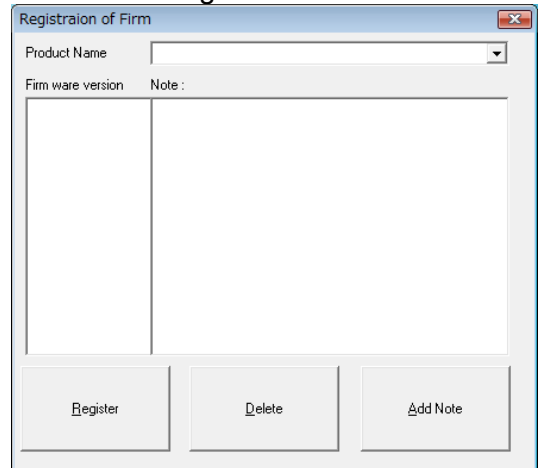 Registraion of Firm
Product Name
Firm ware version Note :
Register Delete Add Note